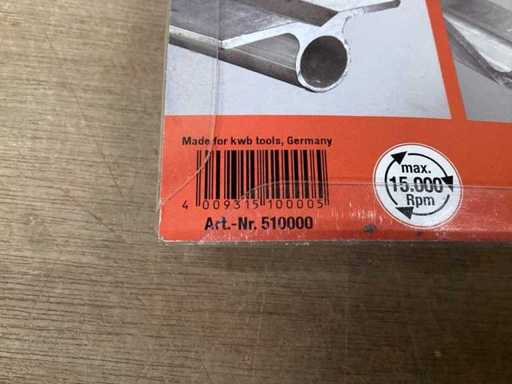 Made for kwb tools, Germany
4 009315 100005
Art.-Nr. 510000
max.
15.000
Rpm